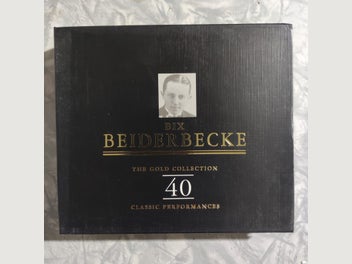 BIX
BEIDERBECKE
THE GOLD COLLECTION
40
CLASSIC PERFORMANCES